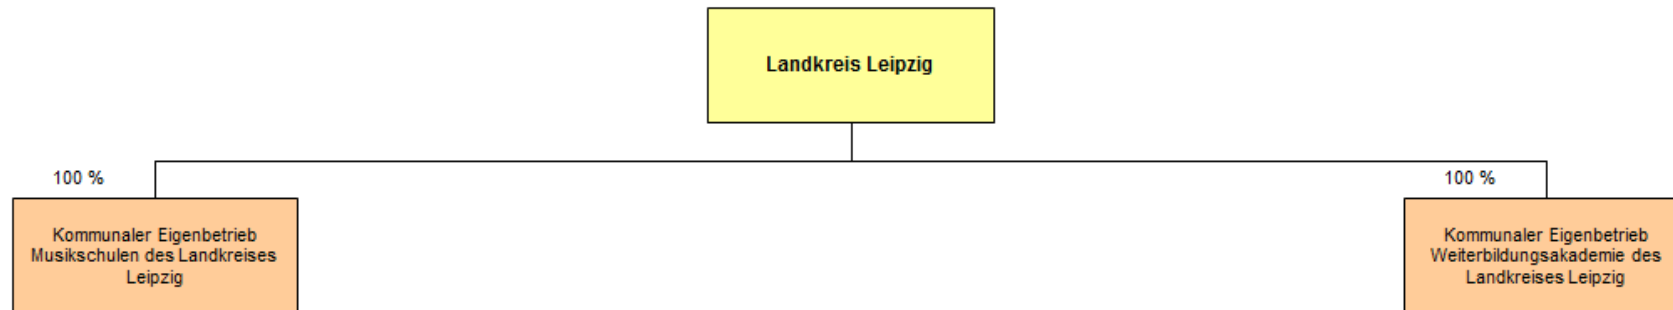 Landkreis Leipzig
100 %
100 %
Kommunaler Eigenbetrieb
Musikschulen des Landkreises
Leipzig
Kommunaler Eigenbetrieb
Weiterbildungsakademie des
Landkreises Leipzig